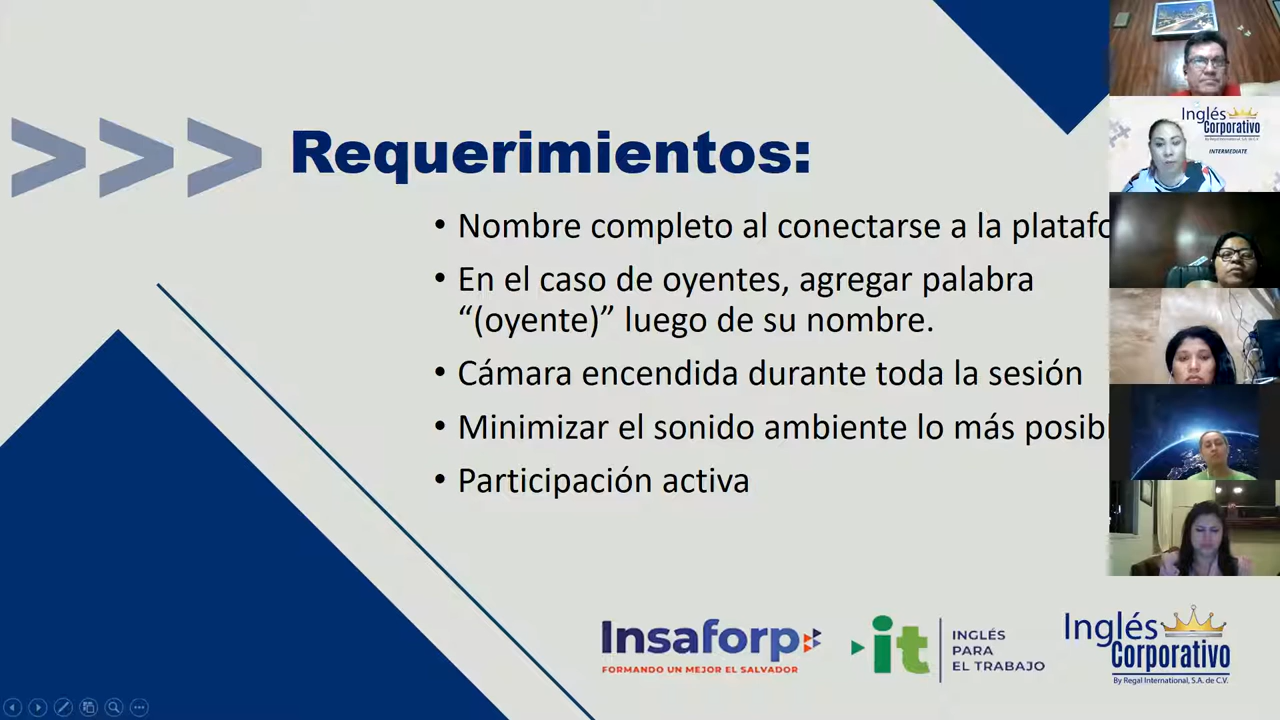 Requerimientos:
• Nombre completo al conectarse a la platafo
• En el caso de oyentes, agregar palabra
“(oyente)” luego de su nombre.
• Cámara encendida durante toda la sesión
• Minimizar el sonido ambiente lo más posibl
• Participación activa
Inglés
Corporativo
INTERMEDIATE
Insaforp
FORMANDO UN MEJOR EL SALVADOR
it
INGLÉS
PARA
EL TRABAJO
Inglés
Corporativo
By Regal International, S.A. de C.V.